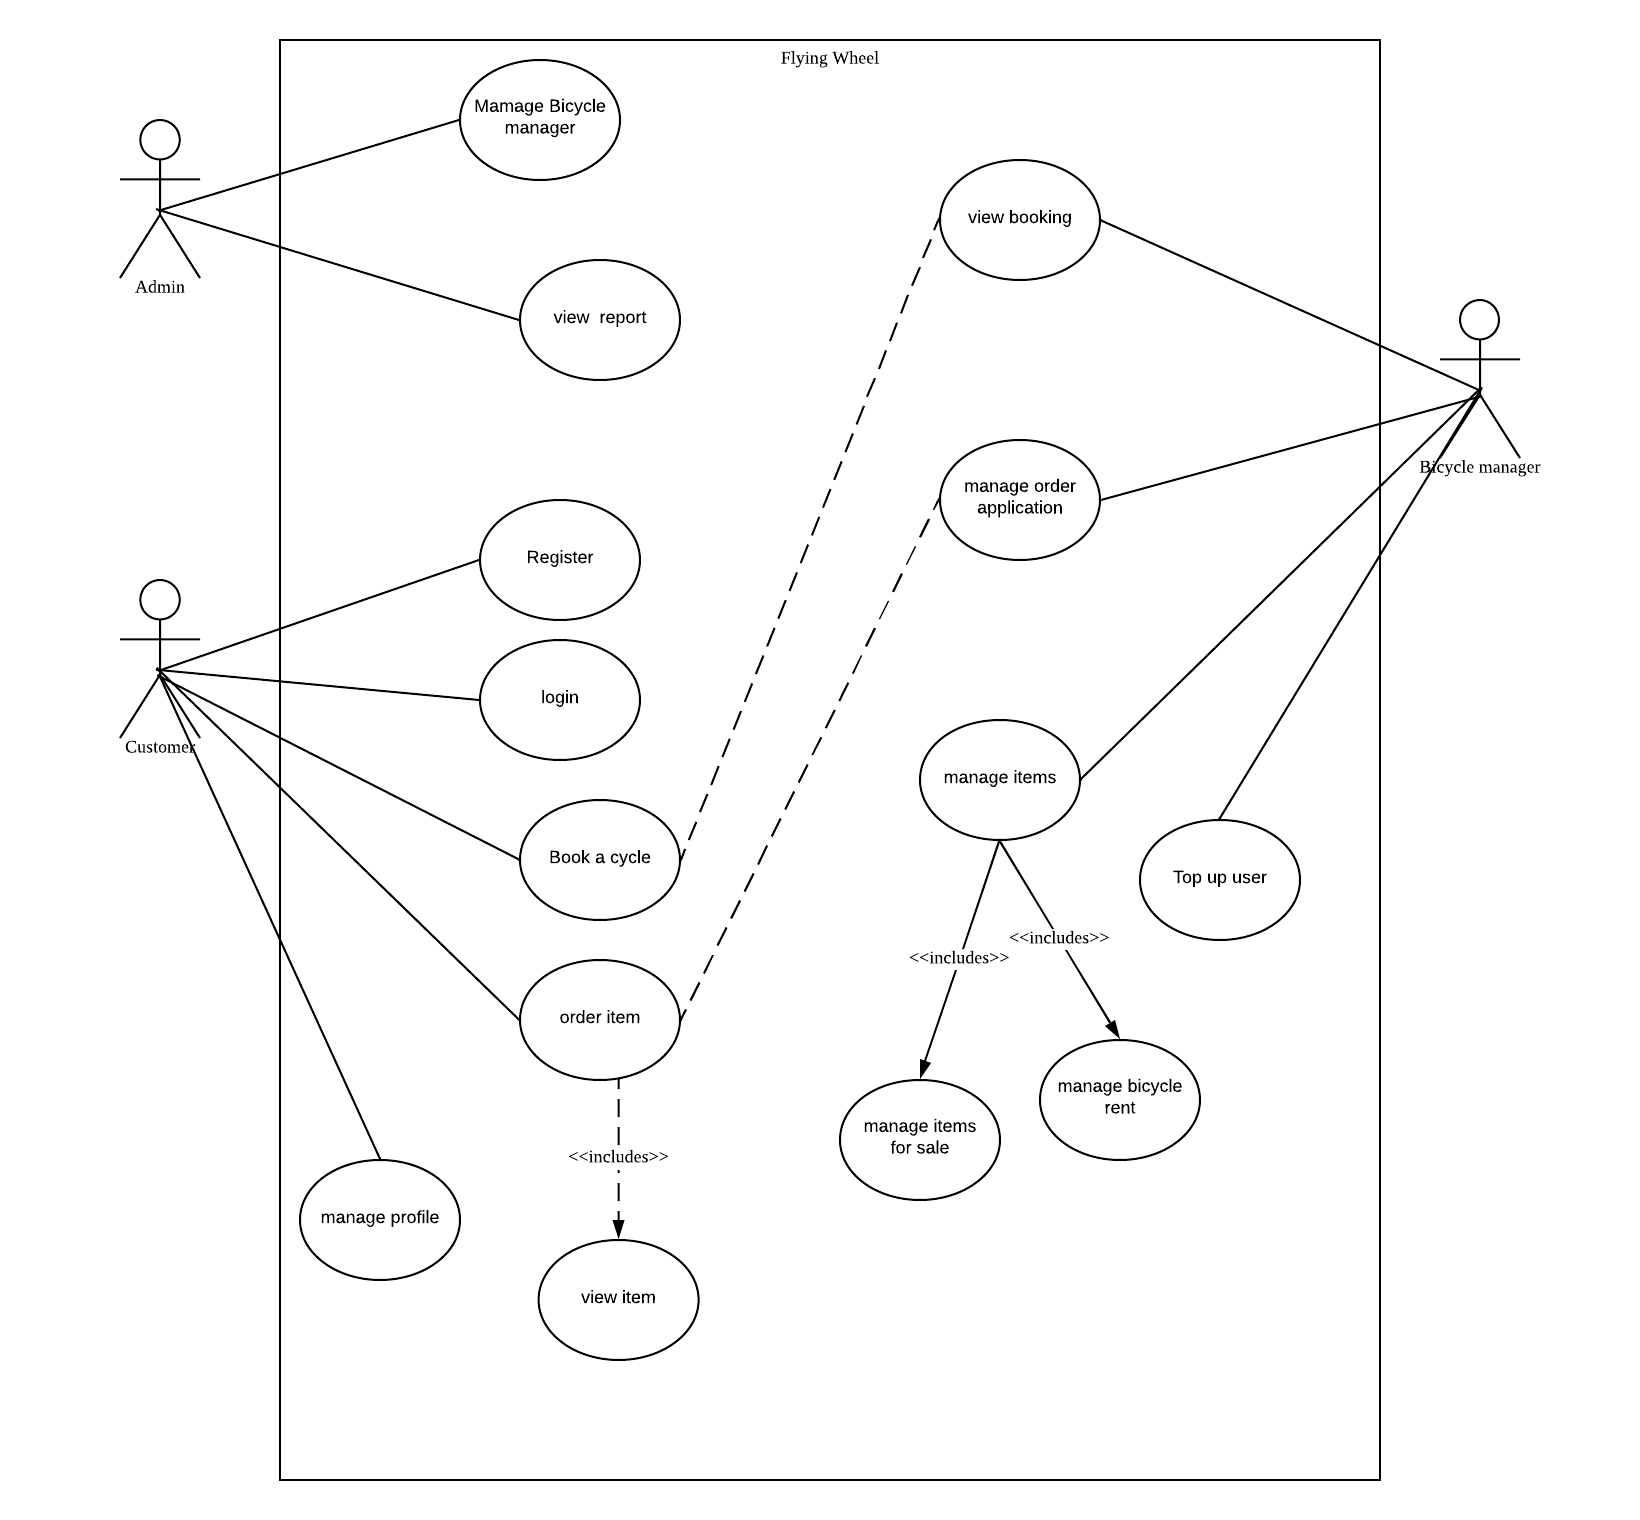 Flying Wheel
Mamage Bicycle
manager
Admin
view  report
view booking
Bicycle manager
manage order
application
Register
login
Customer
manage items
Book a cycle
Top up user
<<includes>>
<<includes>>
order item
manage bicycle
rent
manage items
for sale
<<includes>>
manage profile
view item